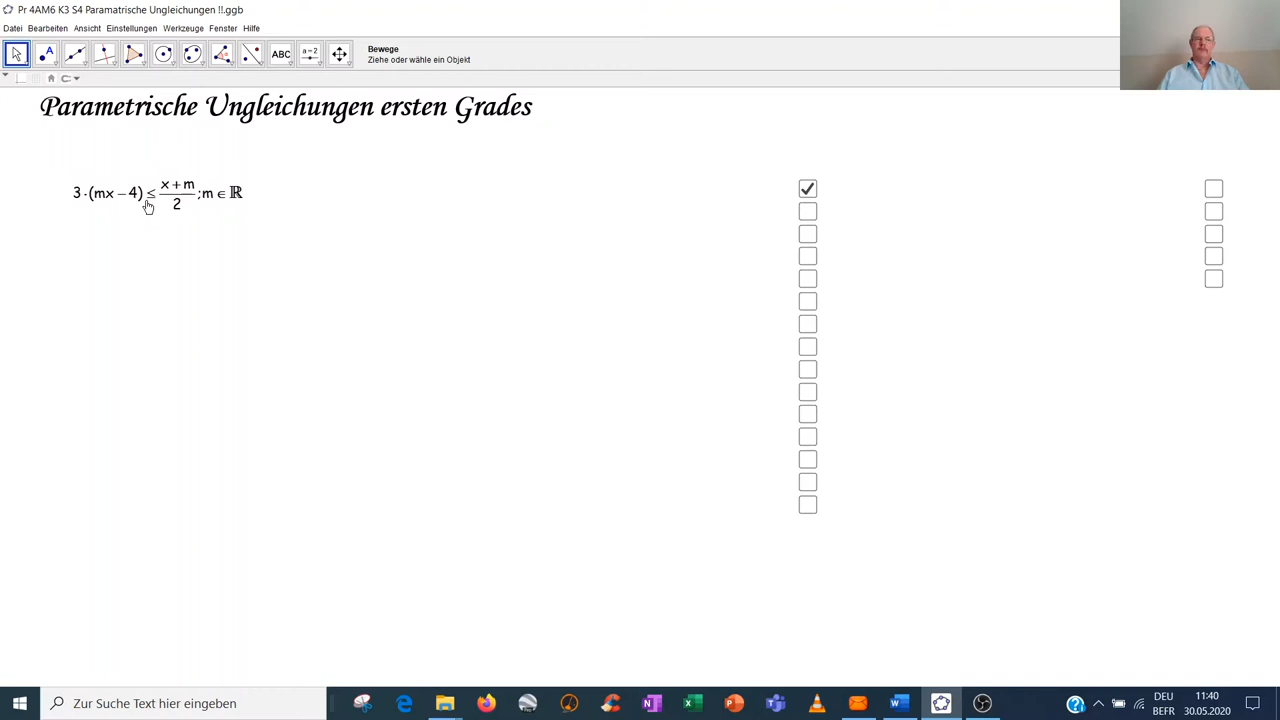 Pr 4AM6 K3 S4 Paramatrische Ungleichungen !!.ggb
Datei Bearbeiten Ansicht Einstellungen Werkzeuge Fenster Hilfe
ABC
a=2
Bewege
Ziehe oder wähle ein Objekt
Parametrische Ungleichungen ersten Grades
3·(mx−4)≤(x+m)/2;m∈ℝ
Zur Suche Text hier eingeben
DEU
BEFR
11:40
30.05.2020